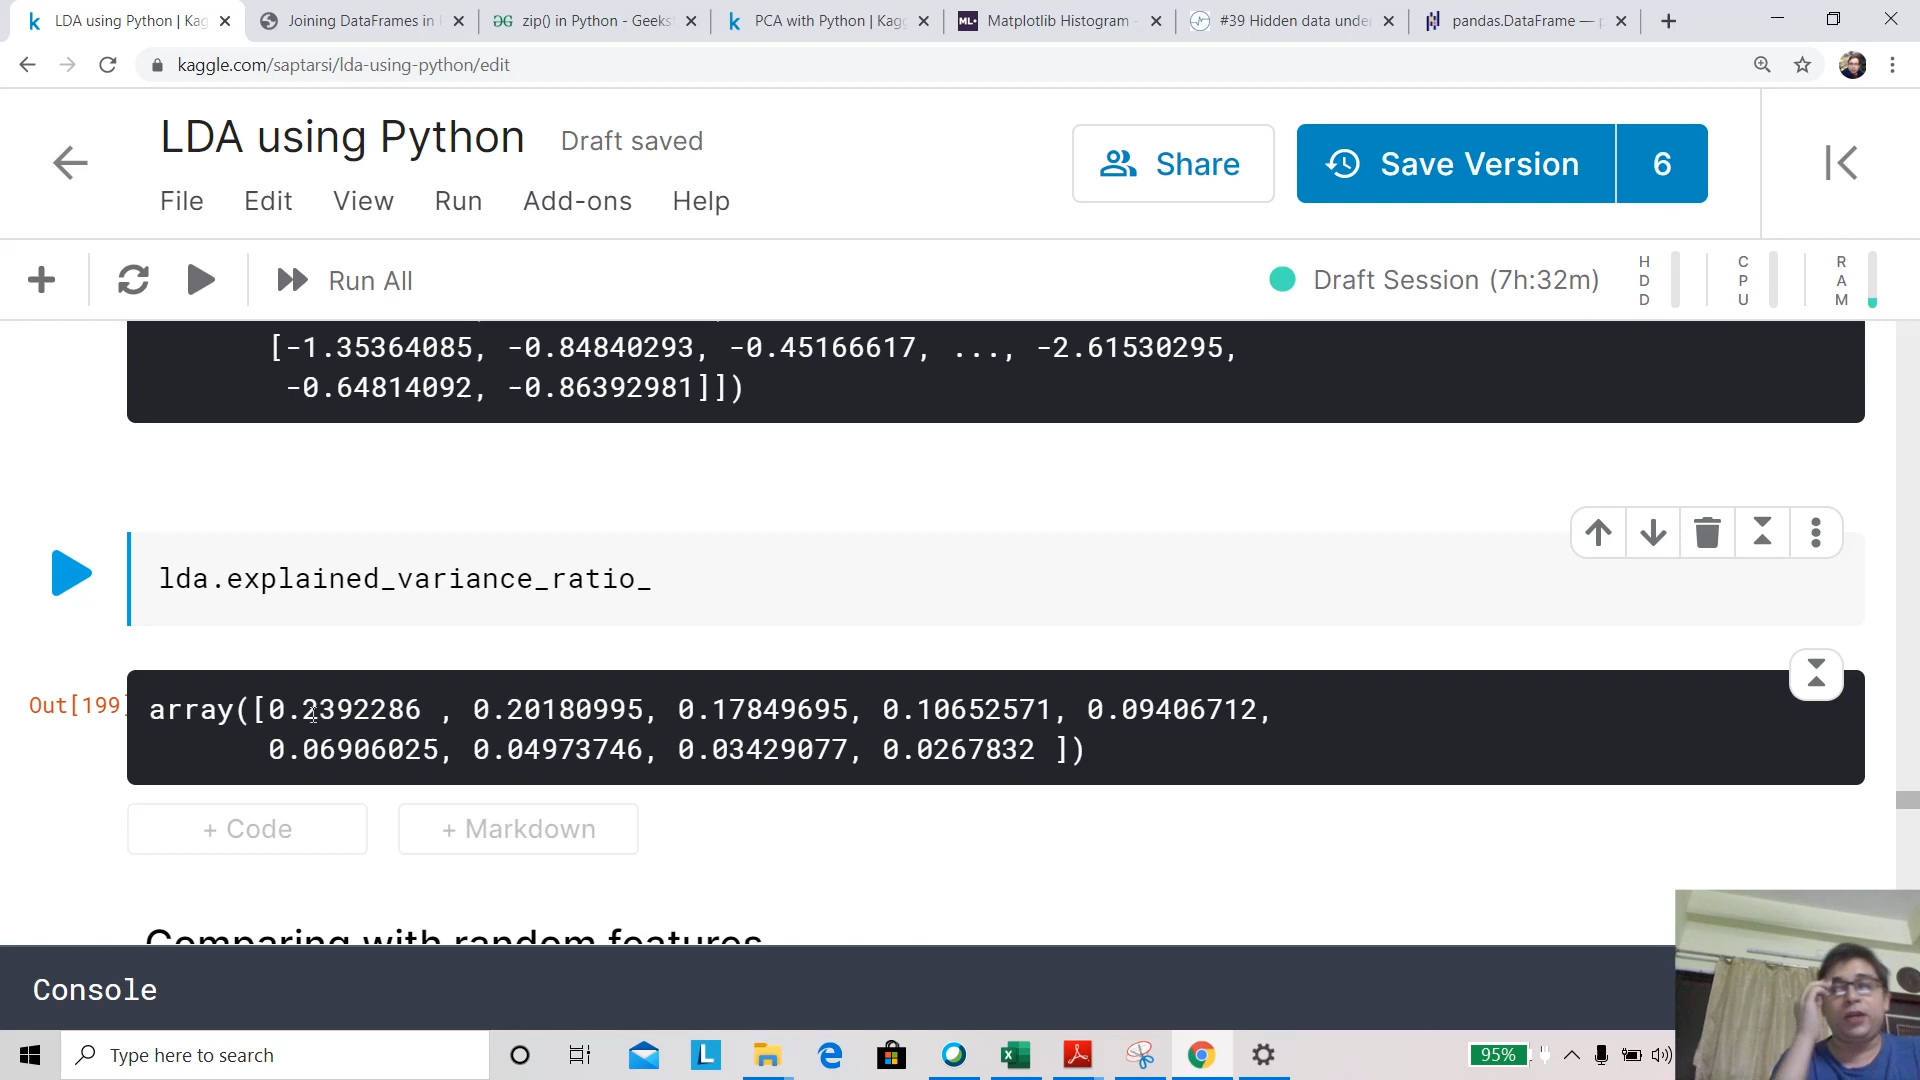 LDA using Python | Kag
Joining DataFrames in
zip() in Python - Geeks
PCA with Python | Kagg
ML
Matplotlib Histogram -
#39 Hidden data unde
pandas.DataFrame —
kaggle.com/saptarsi/lda-using-python/edit
LDA using Python
Draft saved
Share
Save Version
6
File
Edit
View
Run
Add-ons
Help
Run All
Draft Session (7h:32m)
HDD
CPU
RAM
[-1.35364085, -0.84840293, -0.45166617, ..., -2.61530295,
-0.64814092, -0.86392981]])
lda.explained_variance_ratio_
Out[199]
array([0.2392286 , 0.20180995, 0.17849695, 0.10652571, 0.09406712,
0.06906025, 0.04973746, 0.03429077, 0.0267832 ])
+ Code
+ Markdown
Comparing with random features
Console
Type here to search
L
95%